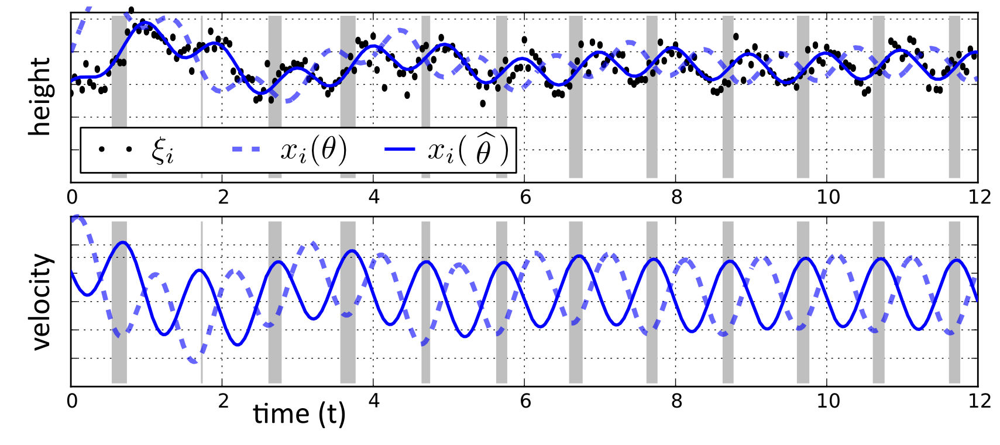 height
ξᵢ xᵢ(θ) xᵢ(θ̂)
0 2 4 6 8 10 12
velocity
0 2 4 6 8 10 12
time (t)